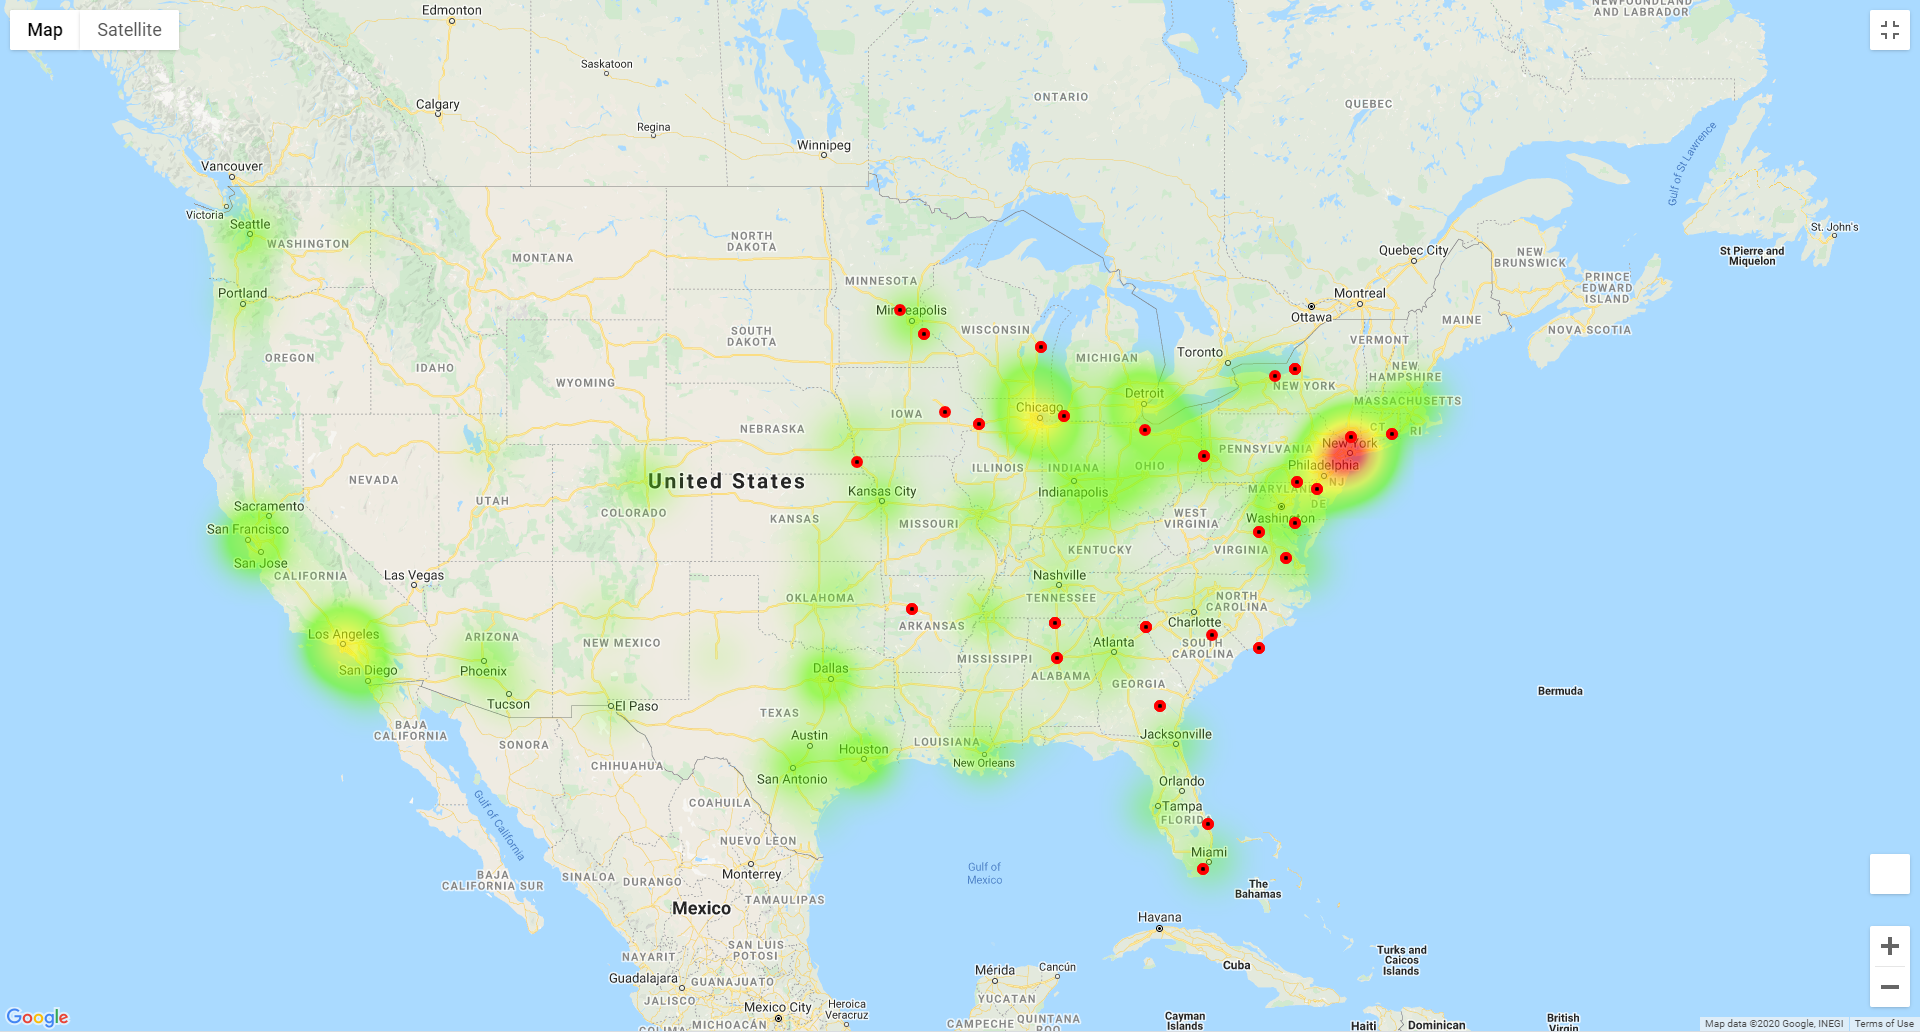 Map
Satellite
Edmonton
NEWFOUNDLAND
AND LABRADOR
Saskatoon
Calgary
ONTARIO
QUEBEC
Regina
Winnipeg
Gulf of St Lawrence
Vancouver
Victoria
Seattle
WASHINGTON
St. John's
NORTH
DAKOTA
MONTANA
Quebec City
NEW
BRUNSWICK
St Pierre and
Miquelon
MINNESOTA
PRINCE
EDWARD
ISLAND
Portland
Montreal
Minneapolis
Ottawa
MAINE
WISCONSIN
NOVA SCOTIA
SOUTH
DAKOTA
VERMONT
OREGON
MICHIGAN
Toronto
IDAHO
NEW
HAMPSHIRE
WYOMING
NEW YORK
Detroit
MASSACHUSETTS
Chicago
IOWA
NEBRASKA
CT
RI
New York
PENNSYLVANIA
Philadelphia
OHIO
ILLINOIS
INDIANA
NEVADA
United States
NJ
MARYLAND
Kansas City
Indianapolis
UTAH
DE
Sacramento
COLORADO
KANSAS
MISSOURI
WEST
VIRGINIA
Washington
San Francisco
KENTUCKY
VIRGINIA
San Jose
CALIFORNIA
Las Vegas
Nashville
OKLAHOMA
TENNESSEE
NORTH
CAROLINA
ARKANSAS
Charlotte
Los Angeles
ARIZONA
NEW MEXICO
Atlanta
SOUTH
CAROLINA
MISSISSIPPI
San Diego
Phoenix
Dallas
ALABAMA
GEORGIA
Bermuda
Tucson
El Paso
TEXAS
BAJA
CALIFORNIA
SONORA
Austin
LOUISIANA
Jacksonville
Houston
New Orleans
CHIHUAHUA
San Antonio
Orlando
Gulf of California
COAHUILA
Tampa
FLORIDA
NUEVO LEON
Miami
Gulf of
Mexico
Monterrey
BAJA
CALIFORNIA SUR
SINALOA
DURANGO
The
Bahamas
TAMAULIPAS
Mexico
Havana
SAN LUIS
POTOSI
NAYARIT
Turks and
Caicos
Islands
Cuba
Mérida
Cancún
Guadalajara
GUANAJUATO
JALISCO
YUCATAN
Mexico City
Heroica
Veracruz
COLIMA
MICHOACÁN
CAMPECHE
QUINTANA
ROO
Cayman
Islands
Haiti
Dominican
British
Virgin
Google
Map data ©2020 Google, INEGI
Terms of Use